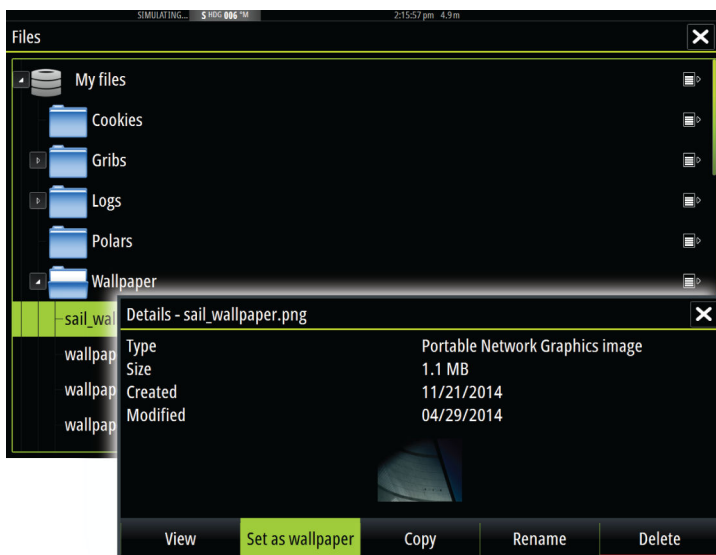 SIMULATING... S HDG 006 °M 2:15:57 pm 4.9 m
Files
My files
Cookies
Gribs
Logs
Polars
Wallpaper
sail_wal
Details - sail_wallpaper.png
wallpap
Type Portable Network Graphics image
Size 1.1 MB
wallpap
Created 11/21/2014
Modified 04/29/2014
wallpap
View Set as wallpaper Copy Rename Delete